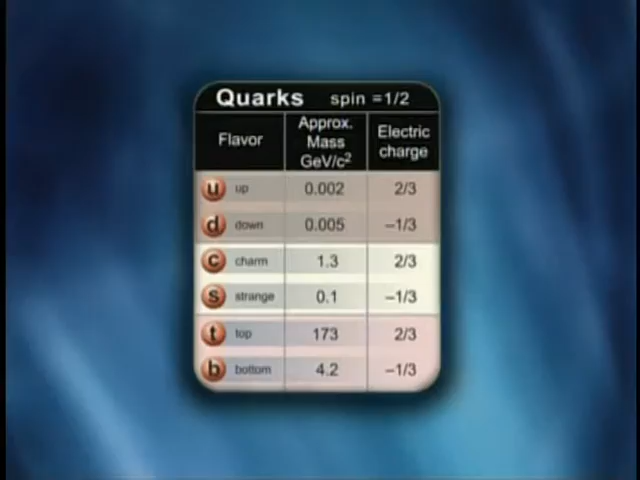 Quarks spin =1/2
Flavor Approx. Mass GeV/c² Electric charge
u up 0.002 2/3
d down 0.005 –1/3
c charm 1.3 2/3
s strange 0.1 –1/3
t top 173 2/3
b bottom 4.2 –1/3